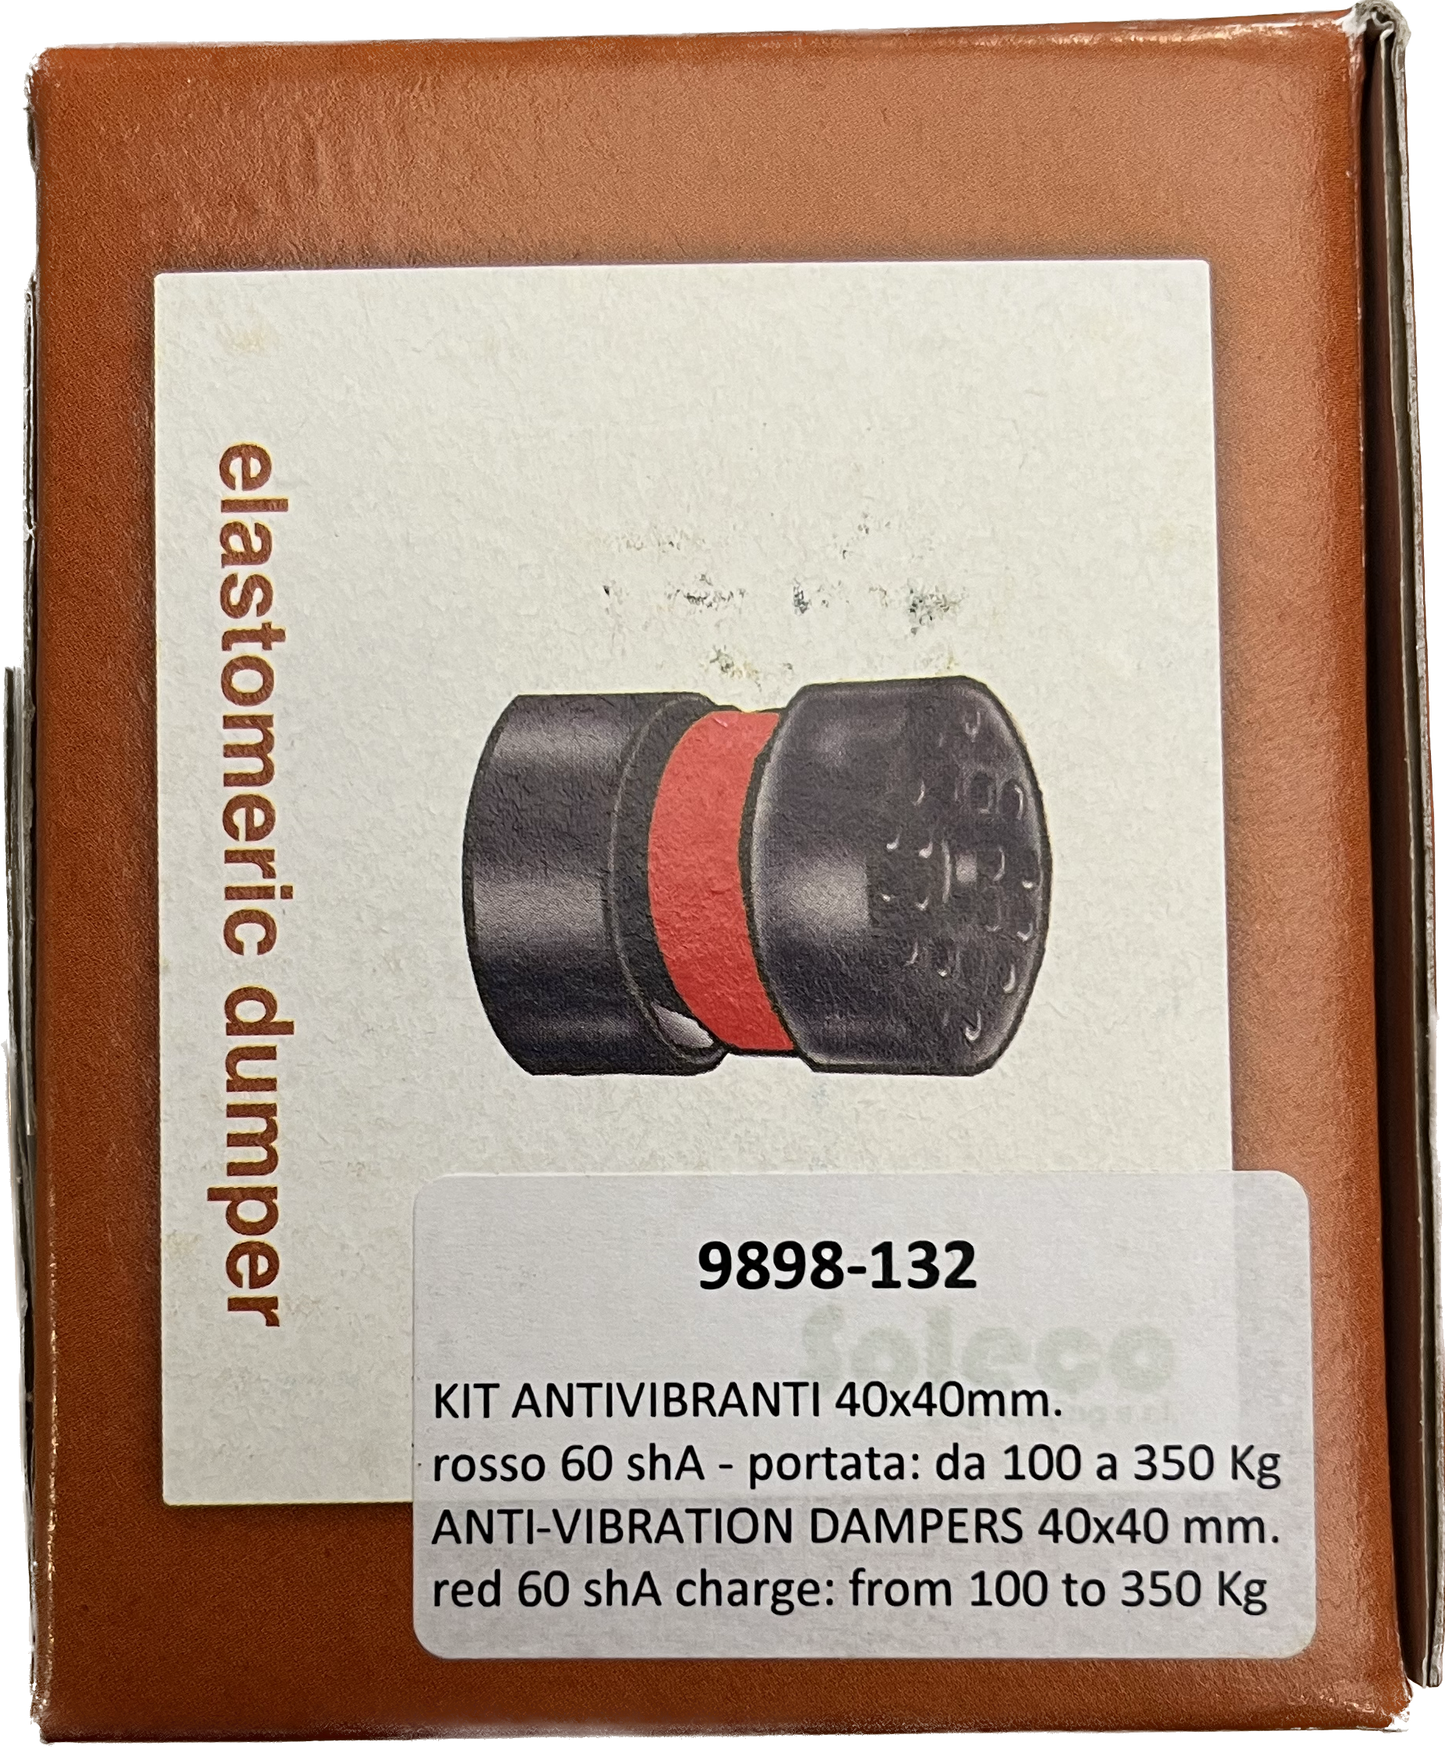 elastomeric dumper
9898-132
Soleco
KIT ANTIVIBRANTI 40x40mm.
rosso 60 shA - portata: da 100 a 350 Kg
ANTI-VIBRATION DAMPERS 40x40 mm.
red 60 shA charge: from 100 to 350 Kg